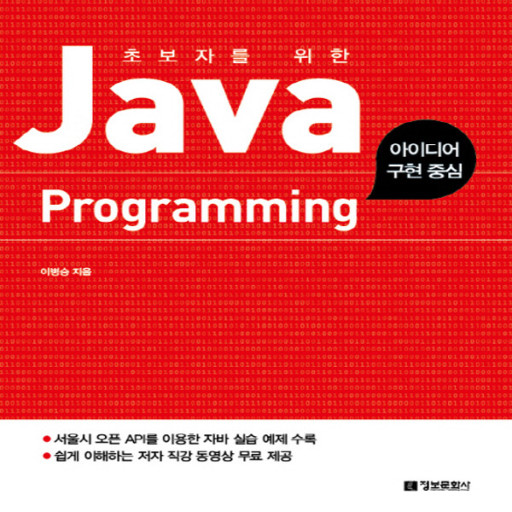 초보자를 위한
Java
아이디어
구현 중심
Programming
이병승 지음
서울시 오픈 API를 이용한 자바 실습 예제 수록
쉽게 이해하는 저자 직강 동영상 무료 제공
정보문화사